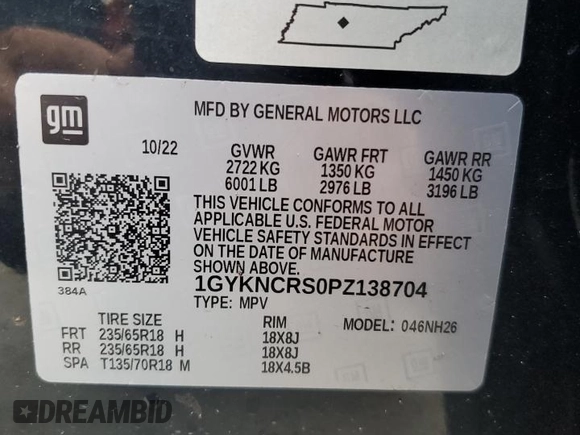 gm
MFD BY GENERAL MOTORS LLC
10/22 GVWR GAWR FRT GAWR RR
2722 KG 1350 KG 1450 KG
6001 LB 2976 LB 3196 LB
THIS VEHICLE CONFORMS TO ALL
APPLICABLE U.S. FEDERAL MOTOR
VEHICLE SAFETY STANDARDS IN EFFECT
ON THE DATE OF MANUFACTURE
SHOWN ABOVE.
384A
1GYKNCRS0PZ138704
TYPE: MPV
TIRE SIZE RIM MODEL: 046NH26
FRT 235/65R18 H 18X8J
RR 235/65R18 H 18X8J
SPA T135/70R18 M 18X4.5B
DREAMBID